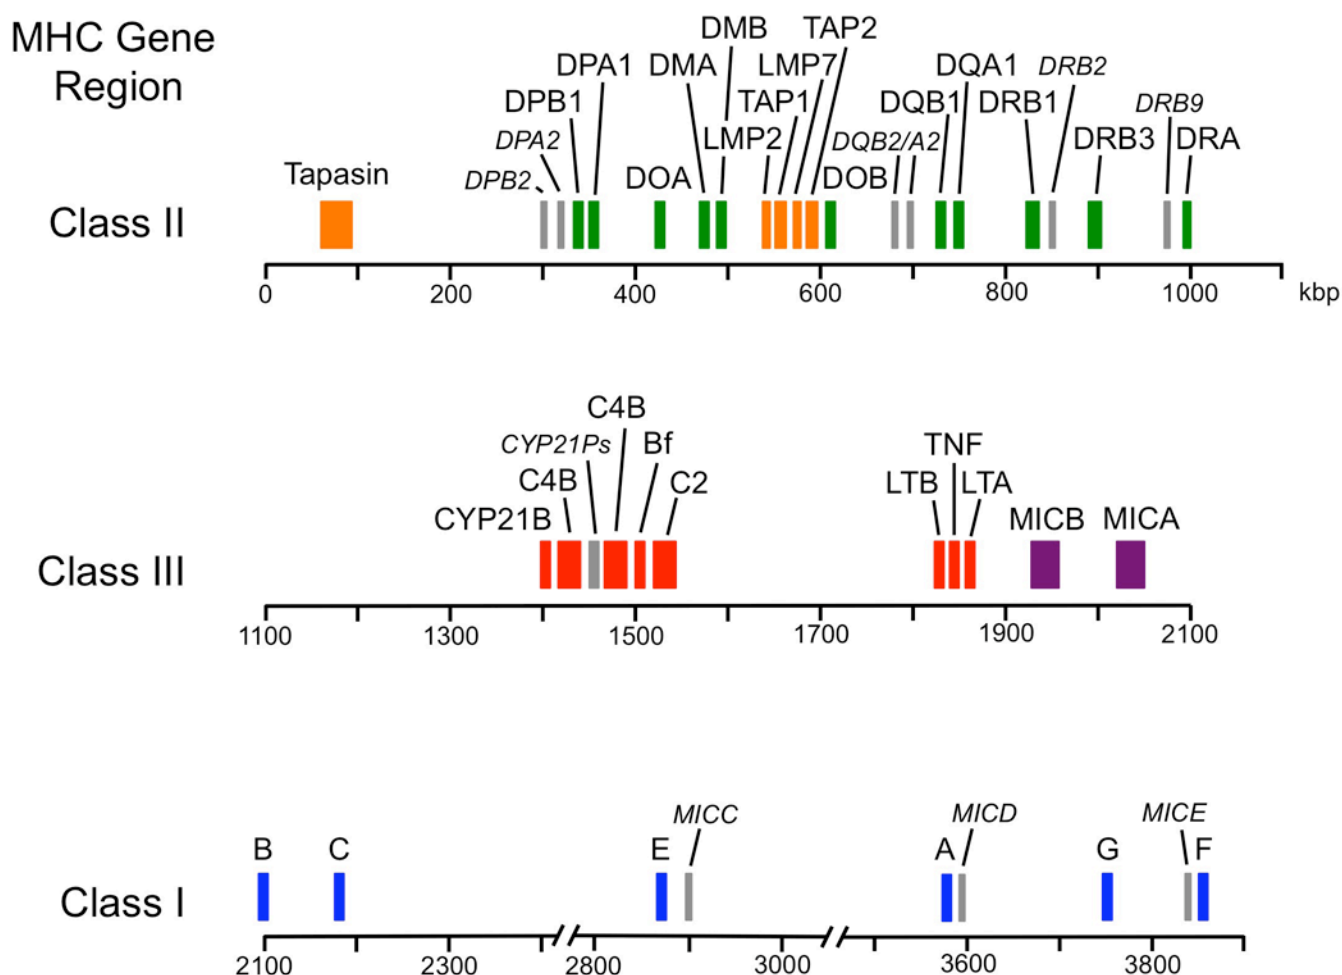 MHC Gene
Region
DMB TAP2
DPA1 DMA LMP7 DQA1 DRB2
DPB1 TAP1 DQB1 DRB1 DRB9
DPA2 LMP2 DQB2/A2 DRB3 DRA
Tapasin DPB2 DOA DOB
Class II
0 200 400 600 800 1000 kbp
C4B
CYP21Ps Bf TNF
C4B C2 LTB LTA
CYP21B MICB MICA
Class III
1100 1300 1500 1700 1900 2100
MICC MICD MICE
B C E A G F
Class I
2100 2300 2800 3000 3600 3800